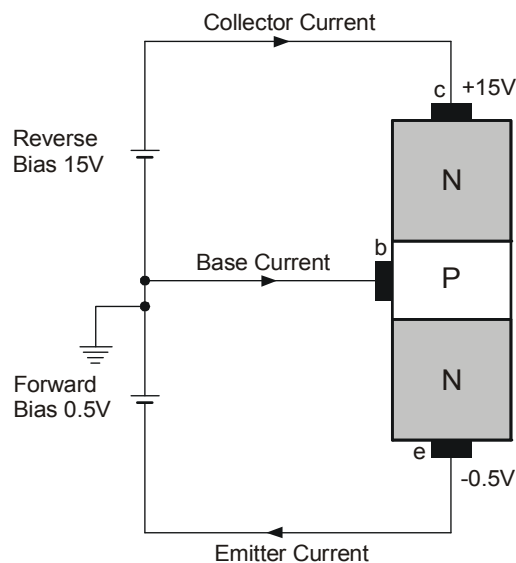 Collector Current
c +15V
Reverse
Bias 15V
N
b
Base Current
P
Forward
Bias 0.5V
N
e
-0.5V
Emitter Current